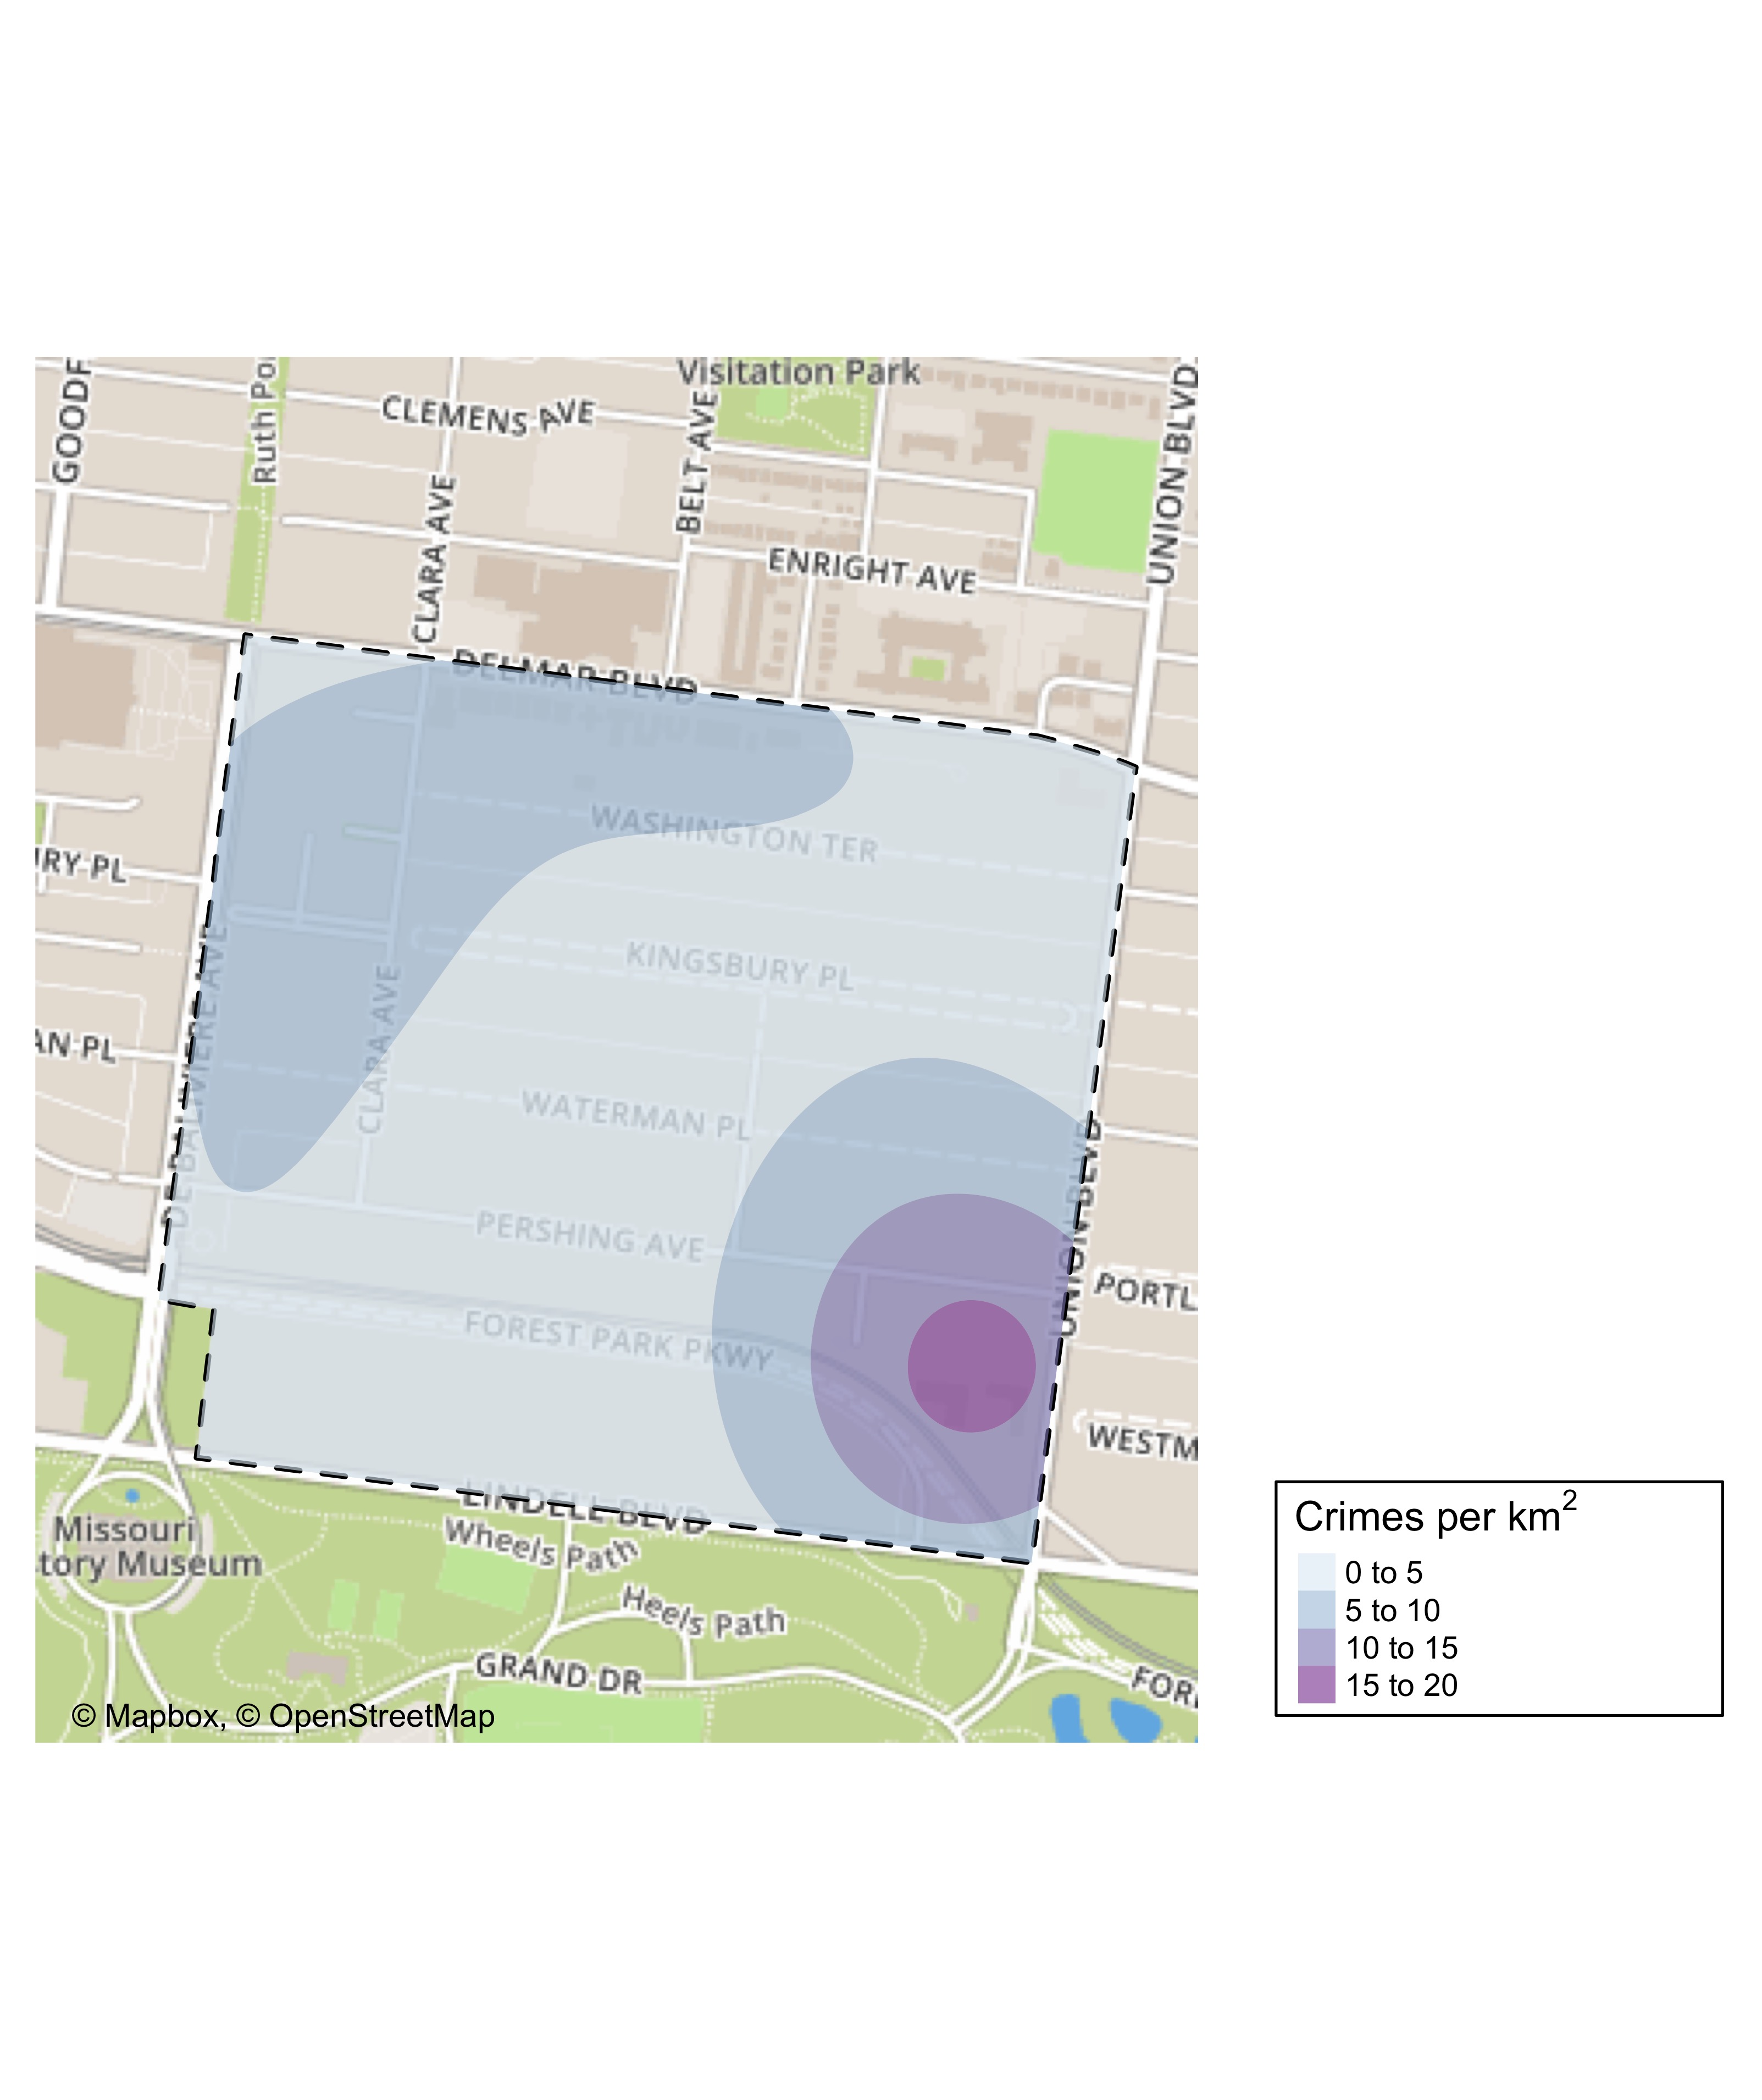 Visitation Park
GOODF
Ruth Po
CLEMENS AVE
BELT AVE
UNION BLVD
CLARA AVE
ENRIGHT AVE
DELMAR BLVD
WASHINGTON TER
RY PL
KINGSBURY PL
DE BALIVIERE AVE
CLARA AVE
AN PL
WATERMAN PL
UNION BLVD
DE BALIVIERE AVE
PERSHING AVE
PORTL
FOREST PARK PKWY
WESTM
LINDELL BLVD
Missouri
tory Museum
Wheels Path
Heels Path
GRAND DR
FOR
© Mapbox, © OpenStreetMap
Crimes per km²
0 to 5
5 to 10
10 to 15
15 to 20